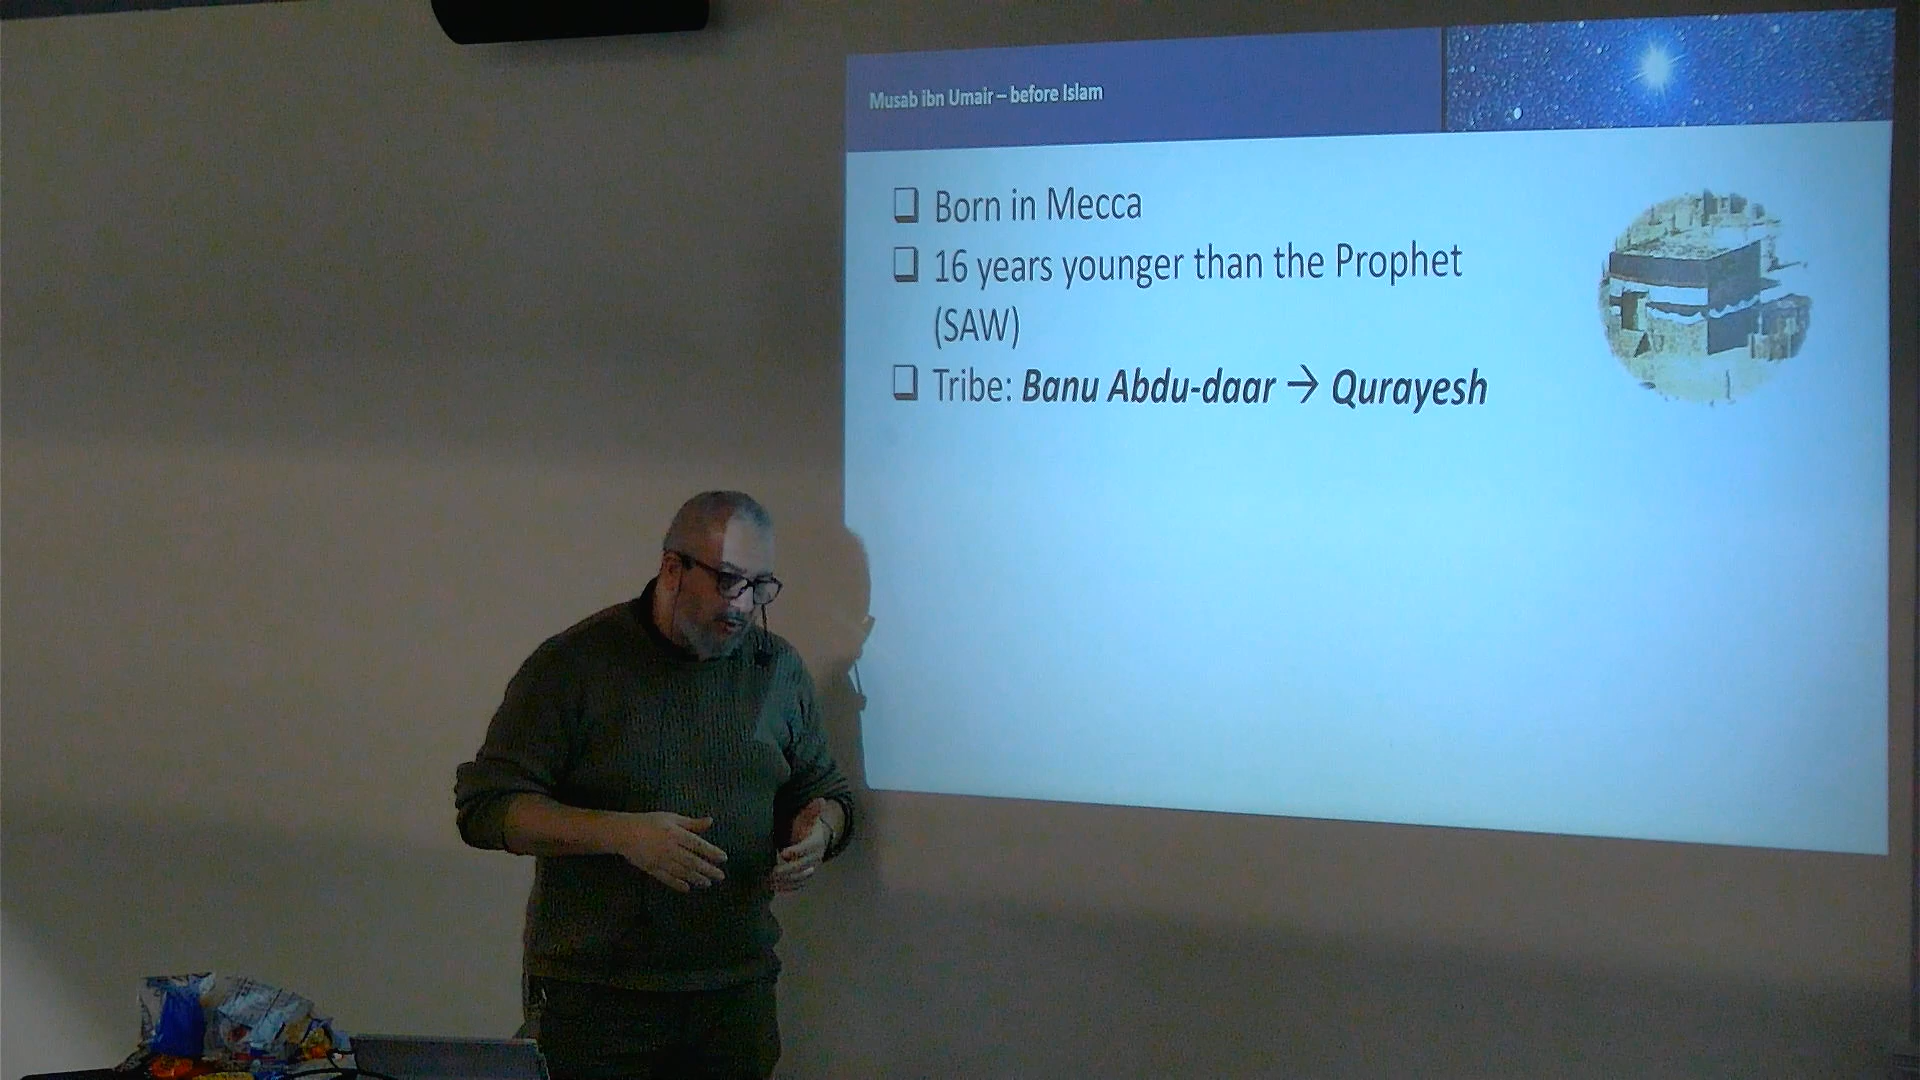 Musab ibn Umair – before Islam
❑ Born in Mecca
❑ 16 years younger than the Prophet
(SAW)
❑ Tribe: Banu Abdu-daar → Qurayesh